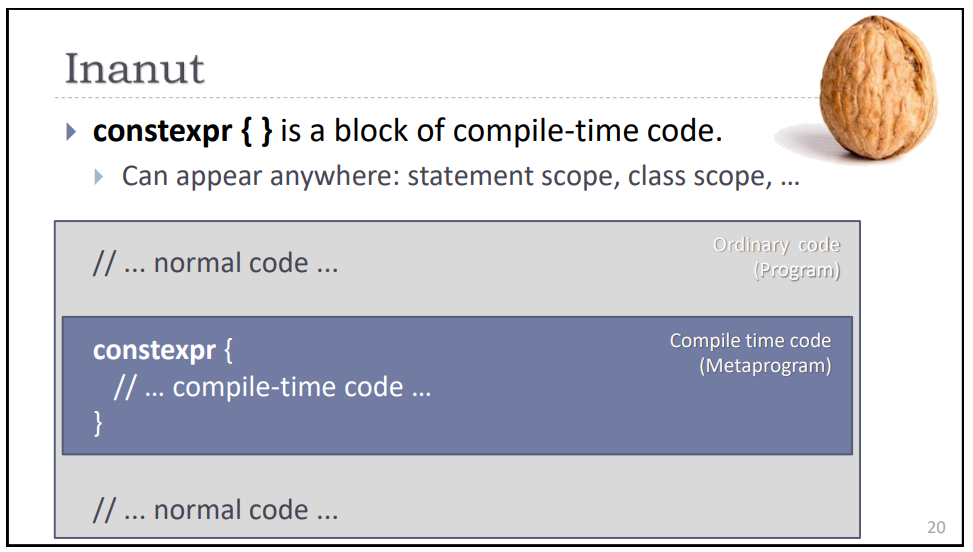 Inanut
constexpr { } is a block of compile-time code.
Can appear anywhere: statement scope, class scope, ...
// ... normal code ...
Ordinary code
(Program)
constexpr {
// ... compile-time code ...
}
Compile time code
(Metaprogram)
// ... normal code ...
20